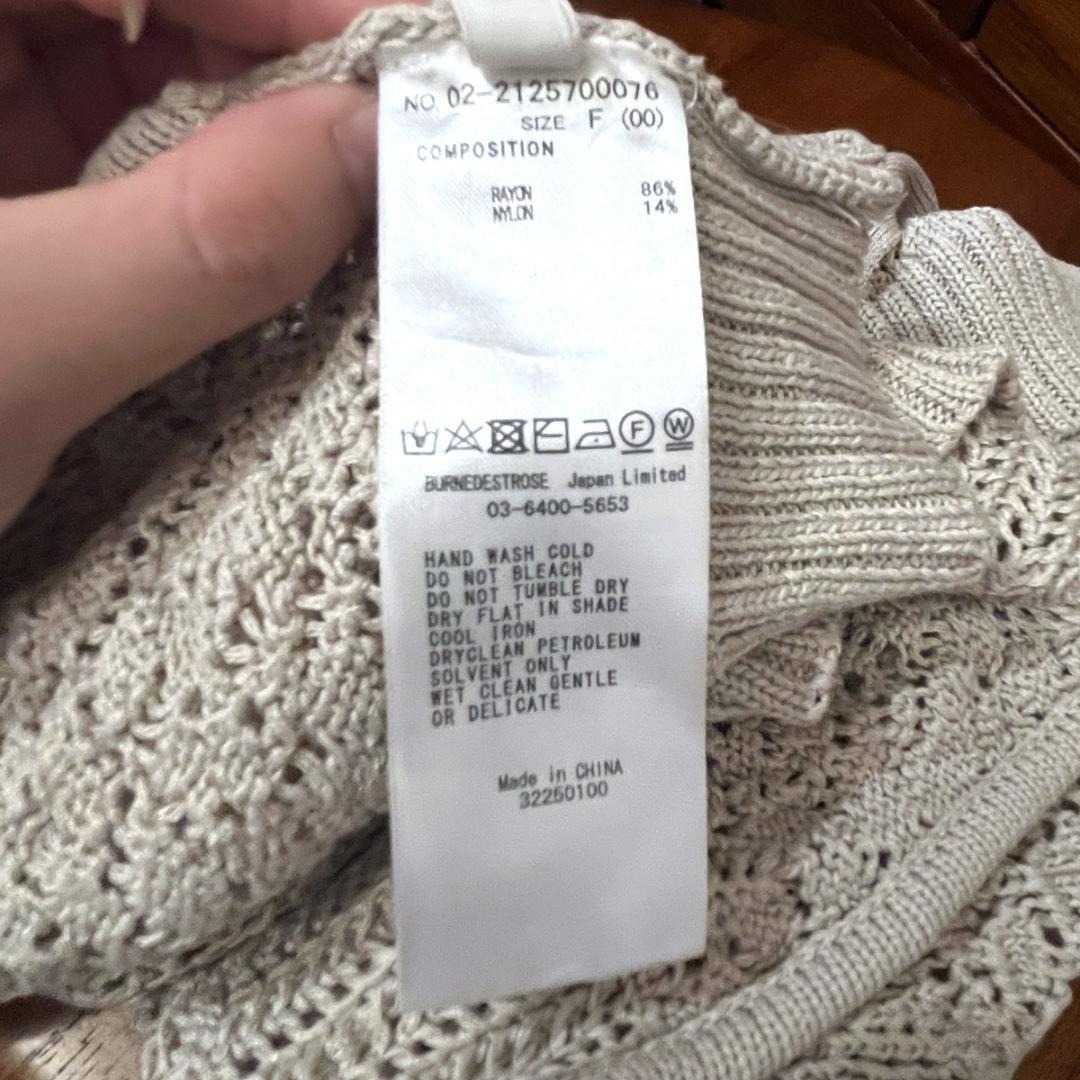 NO. 02-2125700076
SIZE F (00)
COMPOSITION
RAYON 86%
NYLON 14%
F W
BURNEDESTROSE Japan Limited
03-6400-5653
HAND WASH COLD
DO NOT BLEACH
DO NOT TUMBLE DRY
DRY FLAT IN SHADE
COOL IRON
DRYCLEAN PETROLEUM
SOLVENT ONLY
WET CLEAN GENTLE
OR DELICATE
Made in CHINA
32250100